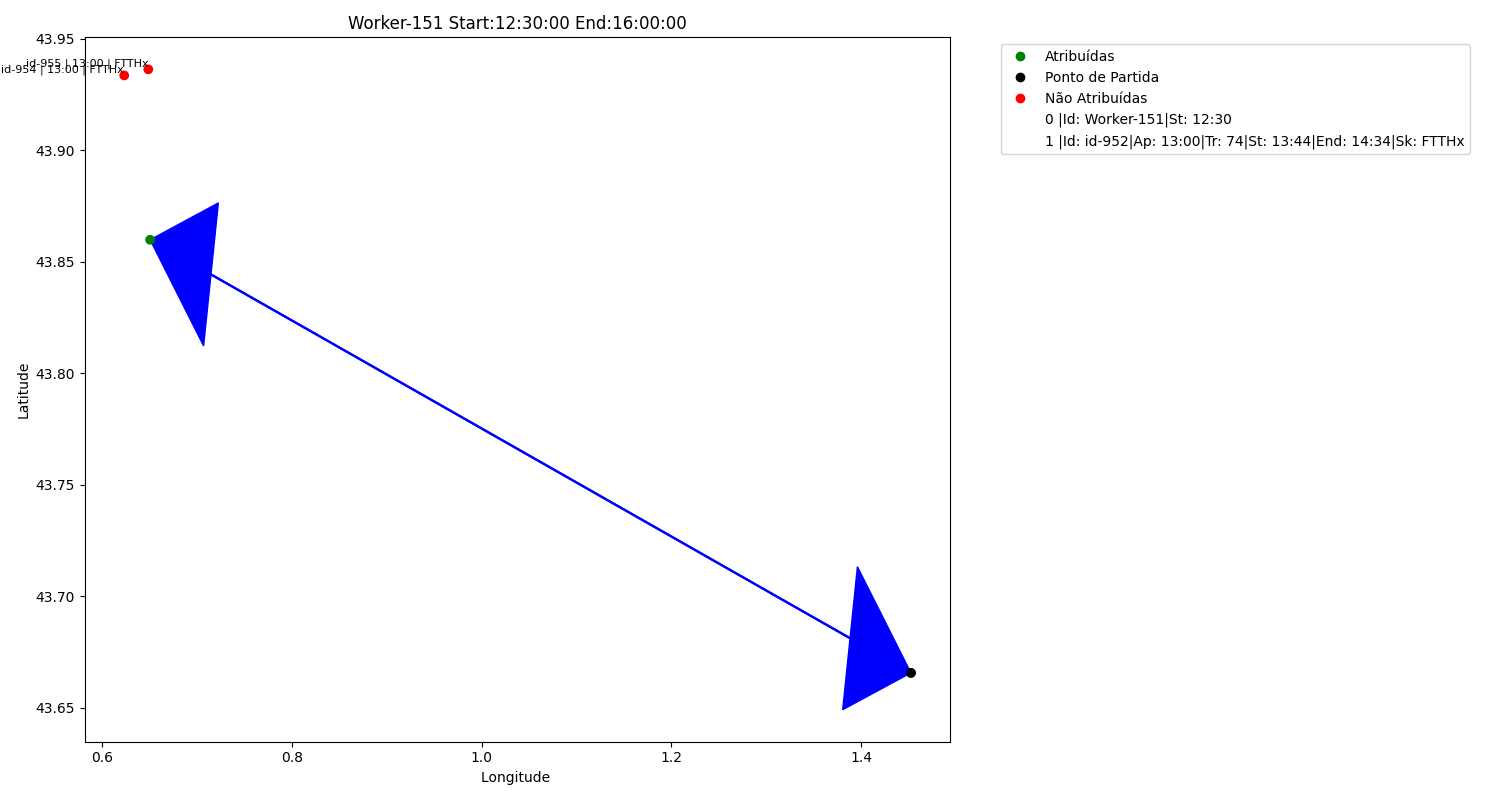 Worker-151 Start:12:30:00 End:16:00:00
43.95
43.90
43.85
43.80
43.75
43.70
43.65
Latitude
0.6 0.8 1.0 1.2 1.4
Longitude
id-955 | 13:00 | FTTHx
id-954 | 13:00 | FTTHx
Atribuídas
Ponto de Partida
Não Atribuídas
0 |Id: Worker-151|St: 12:30
1 |Id: id-952|Ap: 13:00|Tr: 74|St: 13:44|End: 14:34|Sk: FTTHx